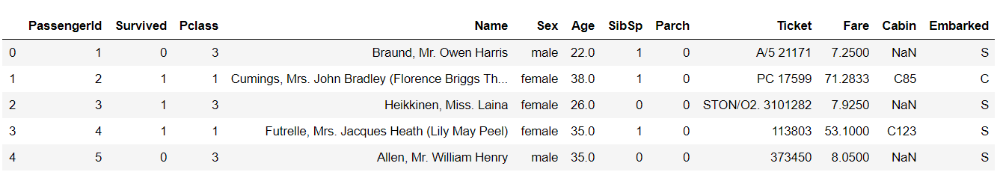 PassengerId Survived Pclass Name Sex Age SibSp Parch Ticket Fare Cabin Embarked
0 1 0 3 Braund, Mr. Owen Harris male 22.0 1 0 A/5 21171 7.2500 NaN S
1 2 1 1 Cumings, Mrs. John Bradley (Florence Briggs Th... female 38.0 1 0 PC 17599 71.2833 C85 C
2 3 1 3 Heikkinen, Miss. Laina female 26.0 0 0 STON/O2. 3101282 7.9250 NaN S
3 4 1 1 Futrelle, Mrs. Jacques Heath (Lily May Peel) female 35.0 1 0 113803 53.1000 C123 S
4 5 0 3 Allen, Mr. William Henry male 35.0 0 0 373450 8.0500 NaN S